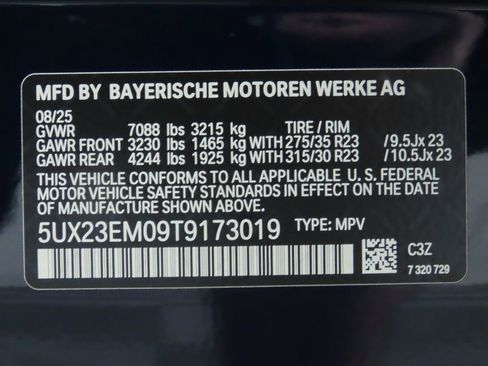 MFD BY BAYERISCHE MOTOREN WERKE AG
08/25
GVWR 7088 lbs 3215 kg TIRE / RIM
GAWR FRONT 3230 lbs 1465 kg WITH 275/35 R23 / 9.5Jx 23
GAWR REAR 4244 lbs 1925 kg WITH 315/30 R23 / 10.5Jx 23
THIS VEHICLE CONFORMS TO ALL APPLICABLE U. S. FEDERAL
MOTOR VEHICLE SAFETY STANDARDS IN EFFECT ON THE DATE
OF MANUFACTURE SHOWN ABOVE.
5UX23EM09T9173019 TYPE: MPV
C3Z
7 320 729